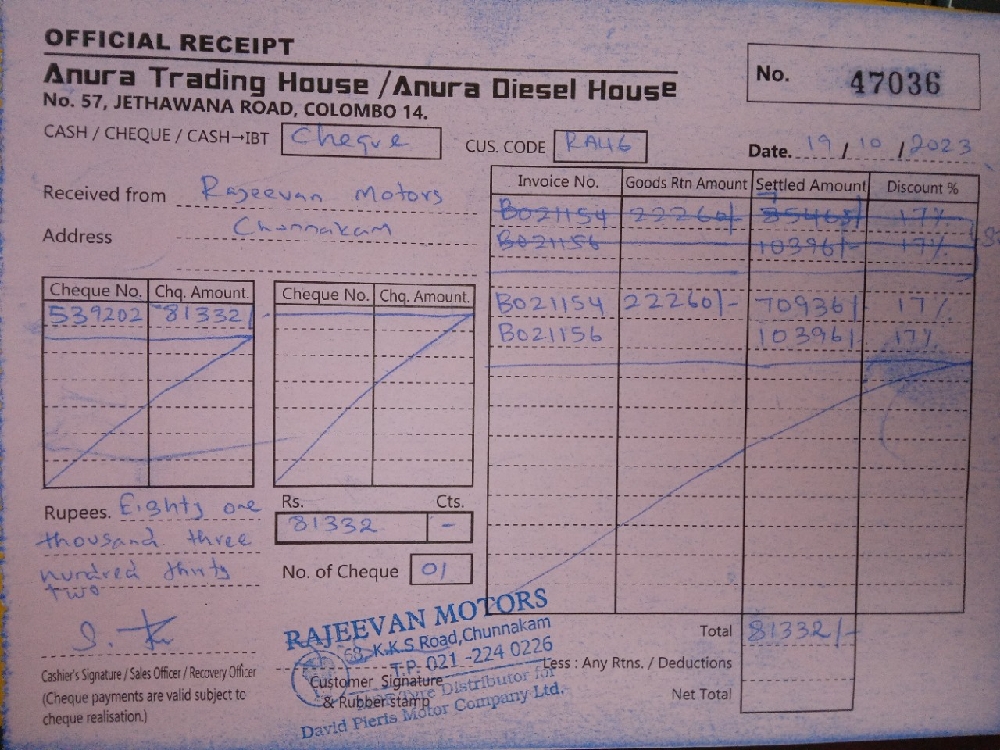 OFFICIAL RECEIPT
Anura Trading House /Anura Diesel House
No. 57, JETHAWANA ROAD, COLOMBO 14.
No. 47036
CASH / CHEQUE / CASH→IBT Cheque
CUS. CODE RA46
Date. 19 / 10 / 2023
Received from Rajeevan Motors
Address Chunnakam
Invoice No. Goods Rtn Amount Settled Amount Discount %
B021154 22260/- 17%
B021156 10396/- 17%
B021154 22260/- 70936/- 17%
B021156 10396/- 17%
Cheque No. Chq. Amount.
539202 81332/-
Cheque No. Chq. Amount.
Rupees. Eighty one
thousand three
hundred thirty
two
Rs. Cts.
81332 -
No. of Cheque 01
Total 81332/-
Less : Any Rtns. / Deductions
Net Total
Cashier's Signature / Sales Officer / Recovery Officer
(Cheque payments are valid subject to
cheque realisation.)
Customer Signature
& Rubber stamp
RAJEEVAN MOTORS
68, K.K.S Road, Chunnakam
T.P. 021 -224 0226
Tyre Distributor for
David Pieris Motor Company Ltd.